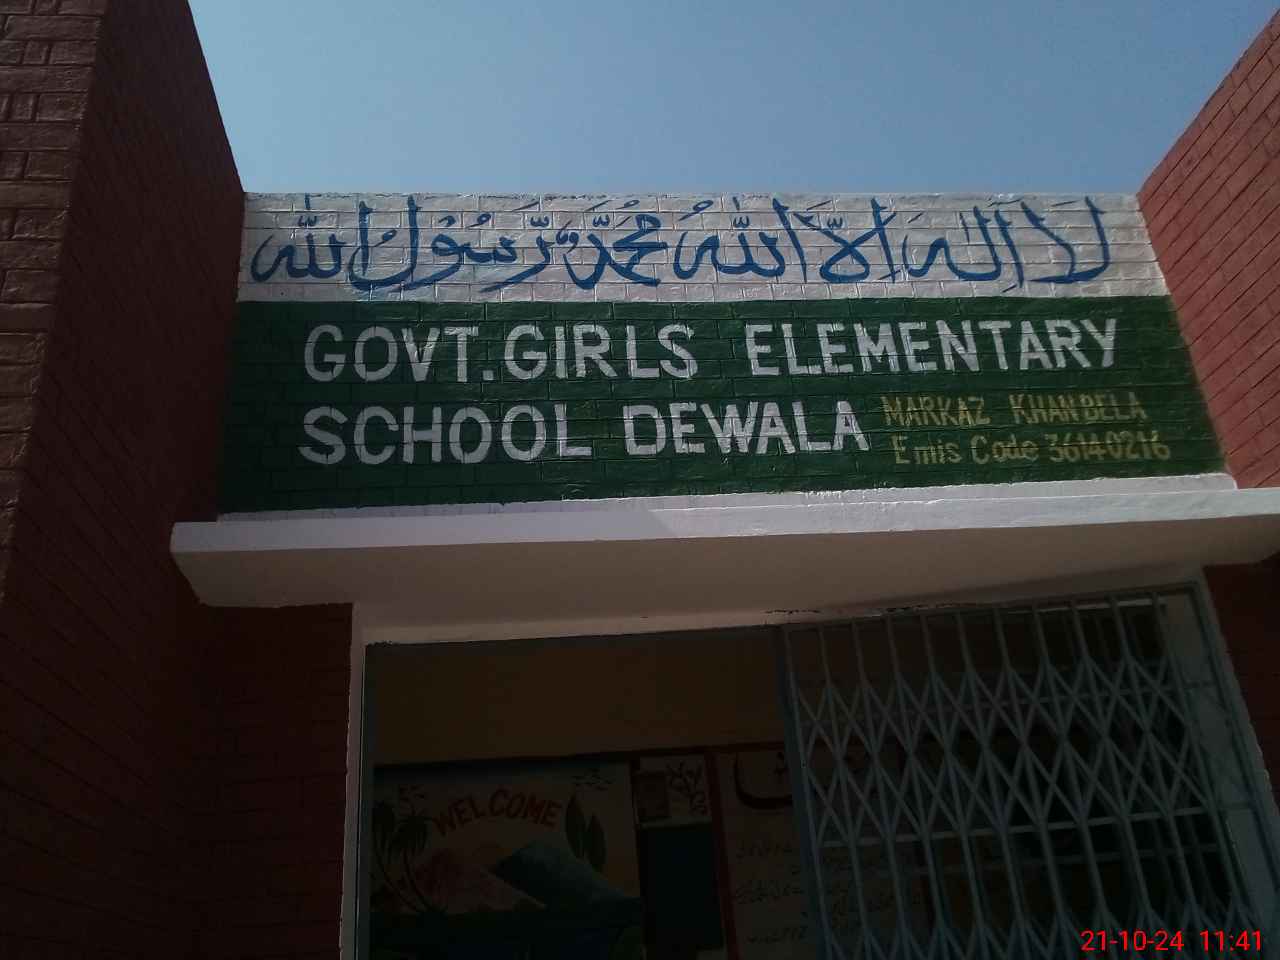 لَا اِلٰهَ اِلَّا اللّٰهُ مُحَمَّدٌ رَّسُوْلُ اللّٰه
GOVT. GIRLS ELEMENTARY
SCHOOL DEWALA
MARKAZ KHANBELA
Emis Code 36140216
WELCOME
21-10-24 11:41